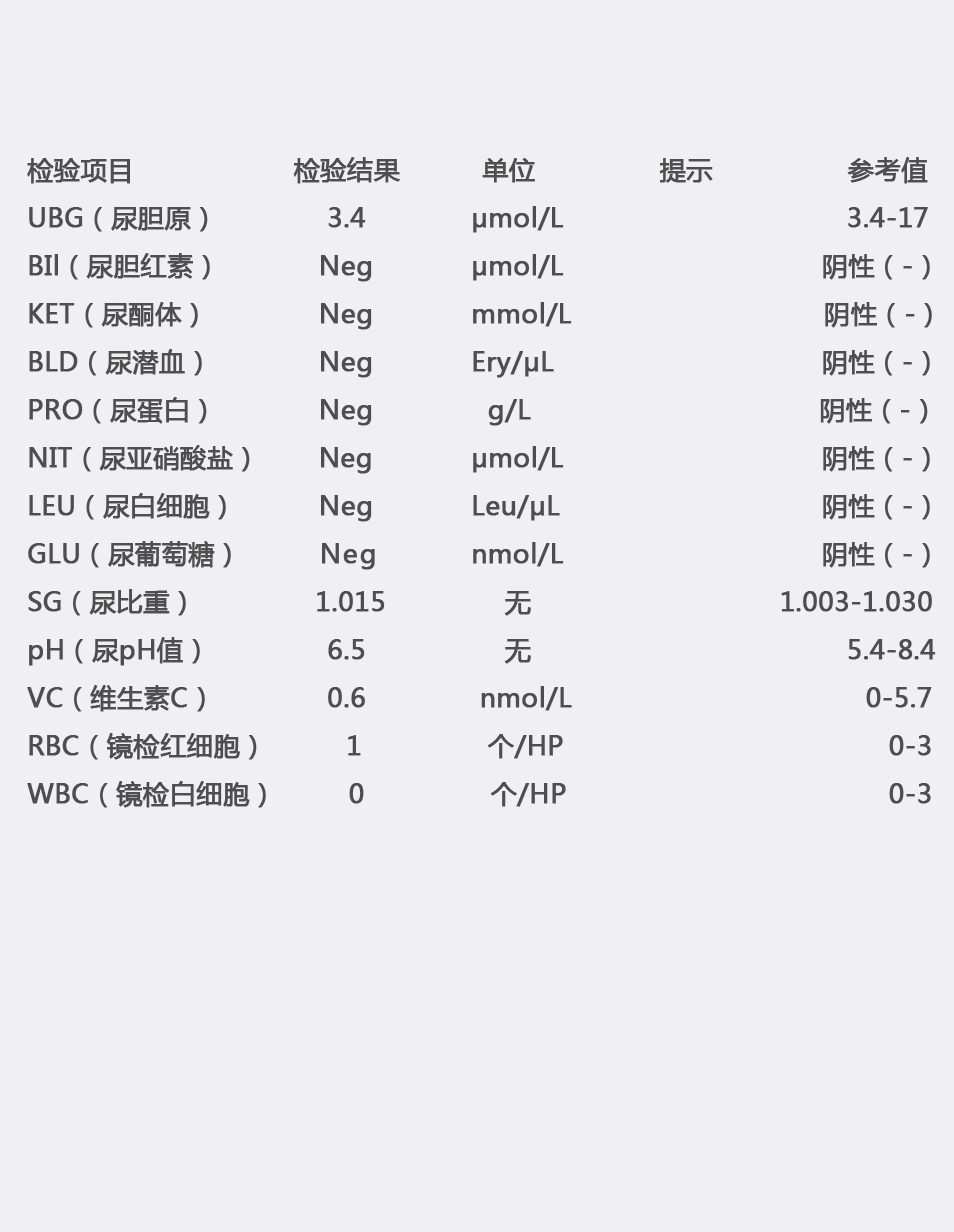 检验项目 检验结果 单位 提示 参考值
UBG（尿胆原） 3.4 μmol/L 3.4-17
BIl（尿胆红素） Neg μmol/L 阴性（-）
KET（尿酮体） Neg mmol/L 阴性（-）
BLD（尿潜血） Neg Ery/μL 阴性（-）
PRO（尿蛋白） Neg g/L 阴性（-）
NIT（尿亚硝酸盐） Neg μmol/L 阴性（-）
LEU（尿白细胞） Neg Leu/μL 阴性（-）
GLU（尿葡萄糖） Neg nmol/L 阴性（-）
SG（尿比重） 1.015 无 1.003-1.030
pH（尿pH值） 6.5 无 5.4-8.4
VC（维生素C） 0.6 nmol/L 0-5.7
RBC（镜检红细胞） 1 个/HP 0-3
WBC（镜检白细胞） 0 个/HP 0-3